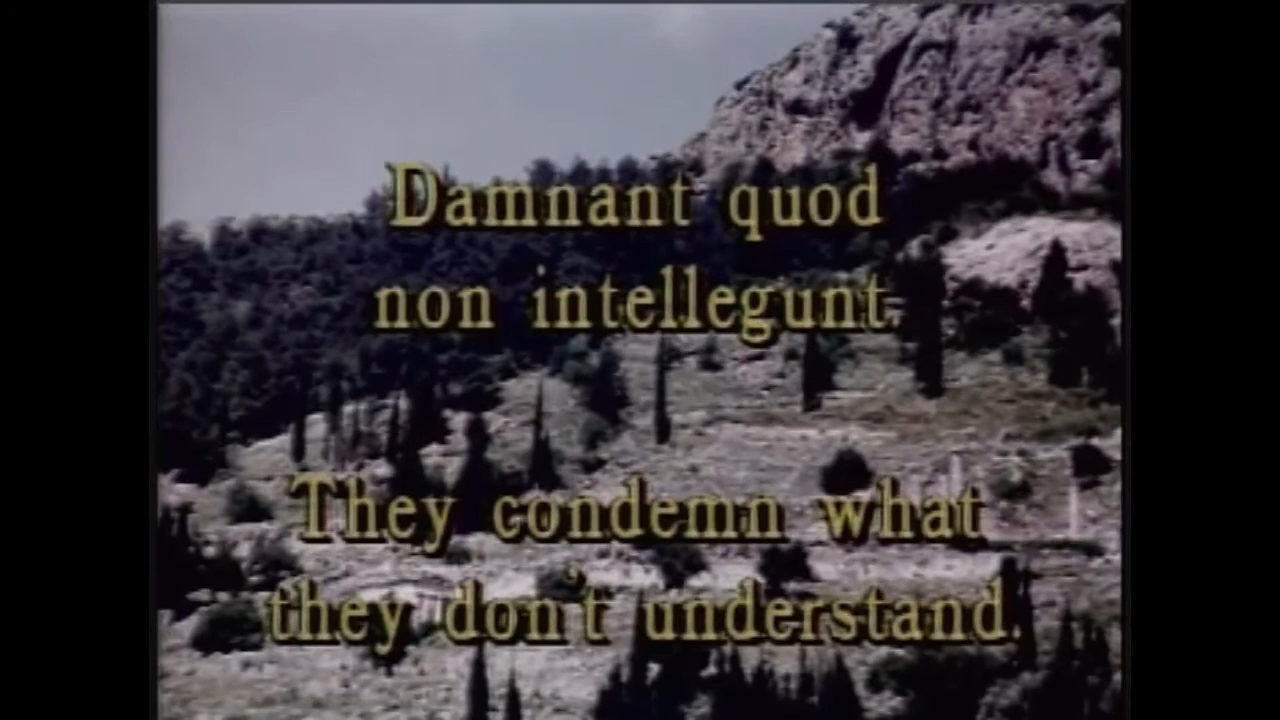 Damnant quod
non intellegunt.
They condemn what
they don't understand.